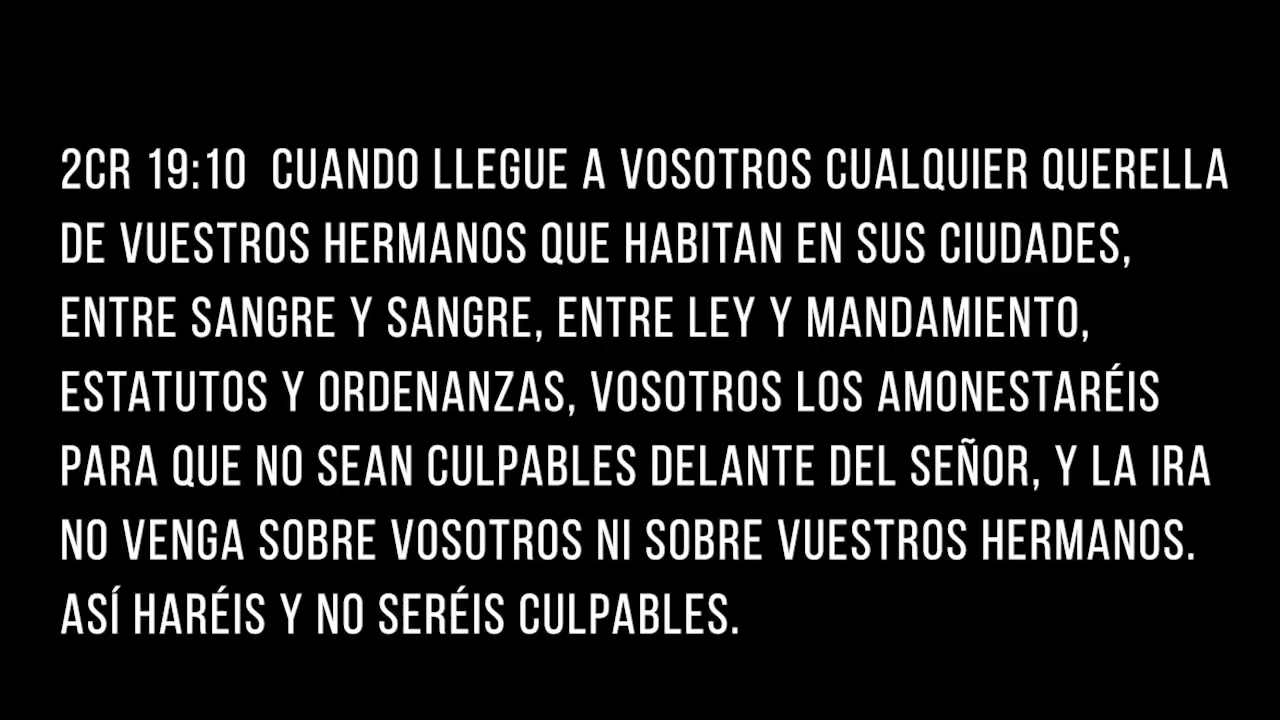 2CR 19:10 CUANDO LLEGUE A VOSOTROS CUALQUIER QUERELLA
DE VUESTROS HERMANOS QUE HABITAN EN SUS CIUDADES,
ENTRE SANGRE Y SANGRE, ENTRE LEY Y MANDAMIENTO,
ESTATUTOS Y ORDENANZAS, VOSOTROS LOS AMONESTARÉIS
PARA QUE NO SEAN CULPABLES DELANTE DEL SEÑOR, Y LA IRA
NO VENGA SOBRE VOSOTROS NI SOBRE VUESTROS HERMANOS.
ASÍ HARÉIS Y NO SERÉIS CULPABLES.